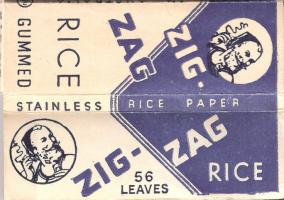 RICE
GUMMED
ZIG-
ZAG
STAINLESS RICE PAPER
ZIG-
ZAG
56
LEAVES
RICE